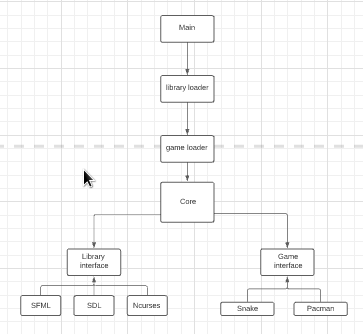 Main
library loader
game loader
Core
Library
interface
Game
interface
SFML
SDL
Ncurses
Snake
Pacman